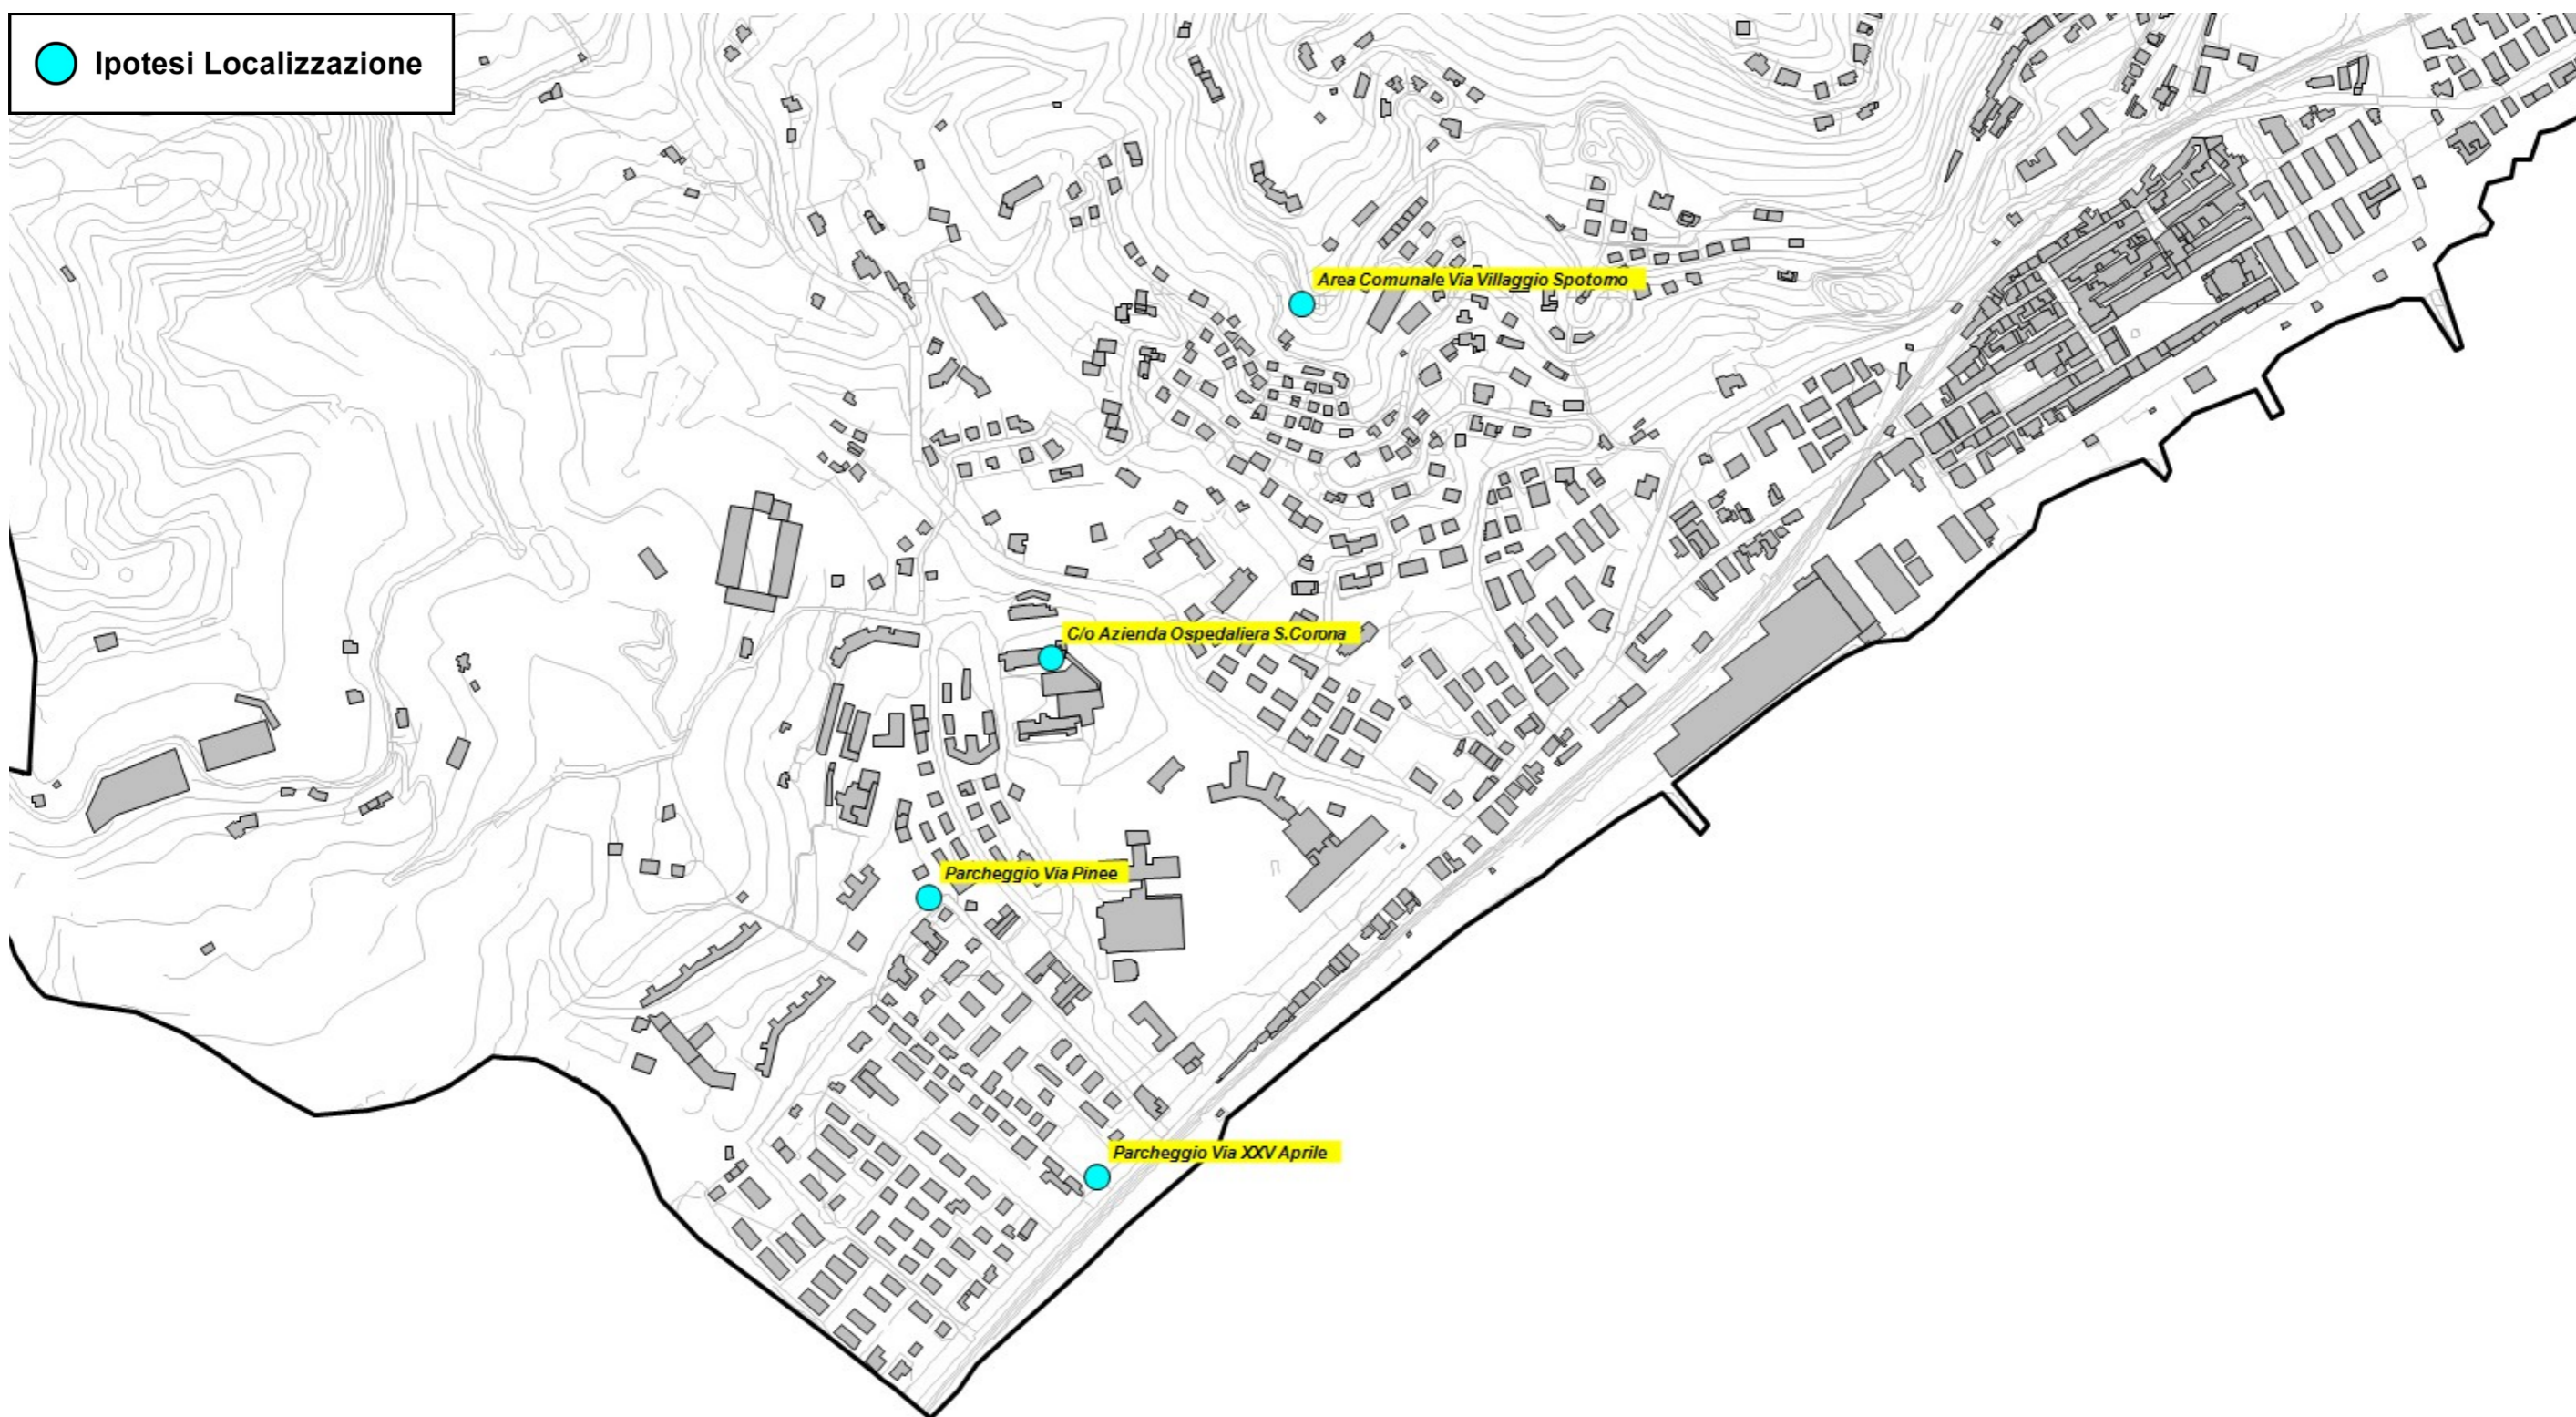 Ipotesi Localizzazione
Area Comunale Via Villaggio Spotorno
C/o Azienda Ospedaliera S.Corona
Parcheggio Via Pinee
Parcheggio Via XXV Aprile